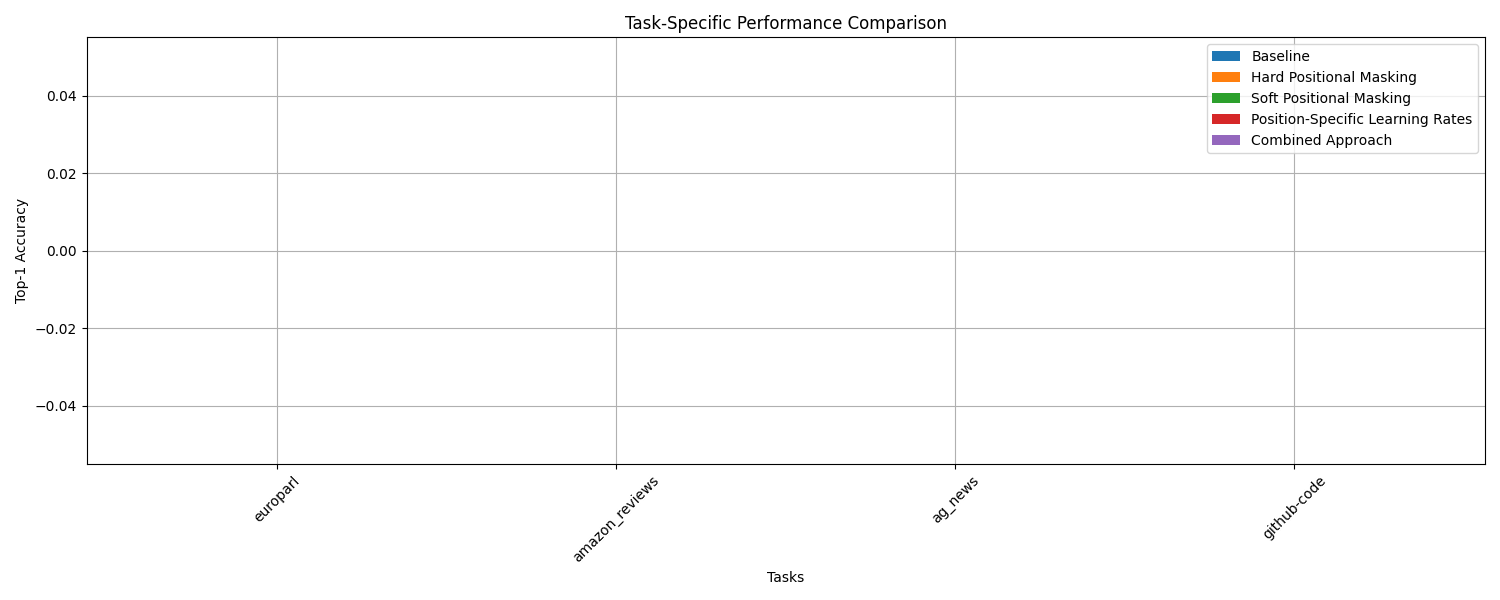 Task-Specific Performance Comparison
Baseline
Hard Positional Masking
Soft Positional Masking
Position-Specific Learning Rates
Combined Approach
Top-1 Accuracy
0.04
0.02
0.00
−0.02
−0.04
europarl
amazon_reviews
ag_news
github-code
Tasks